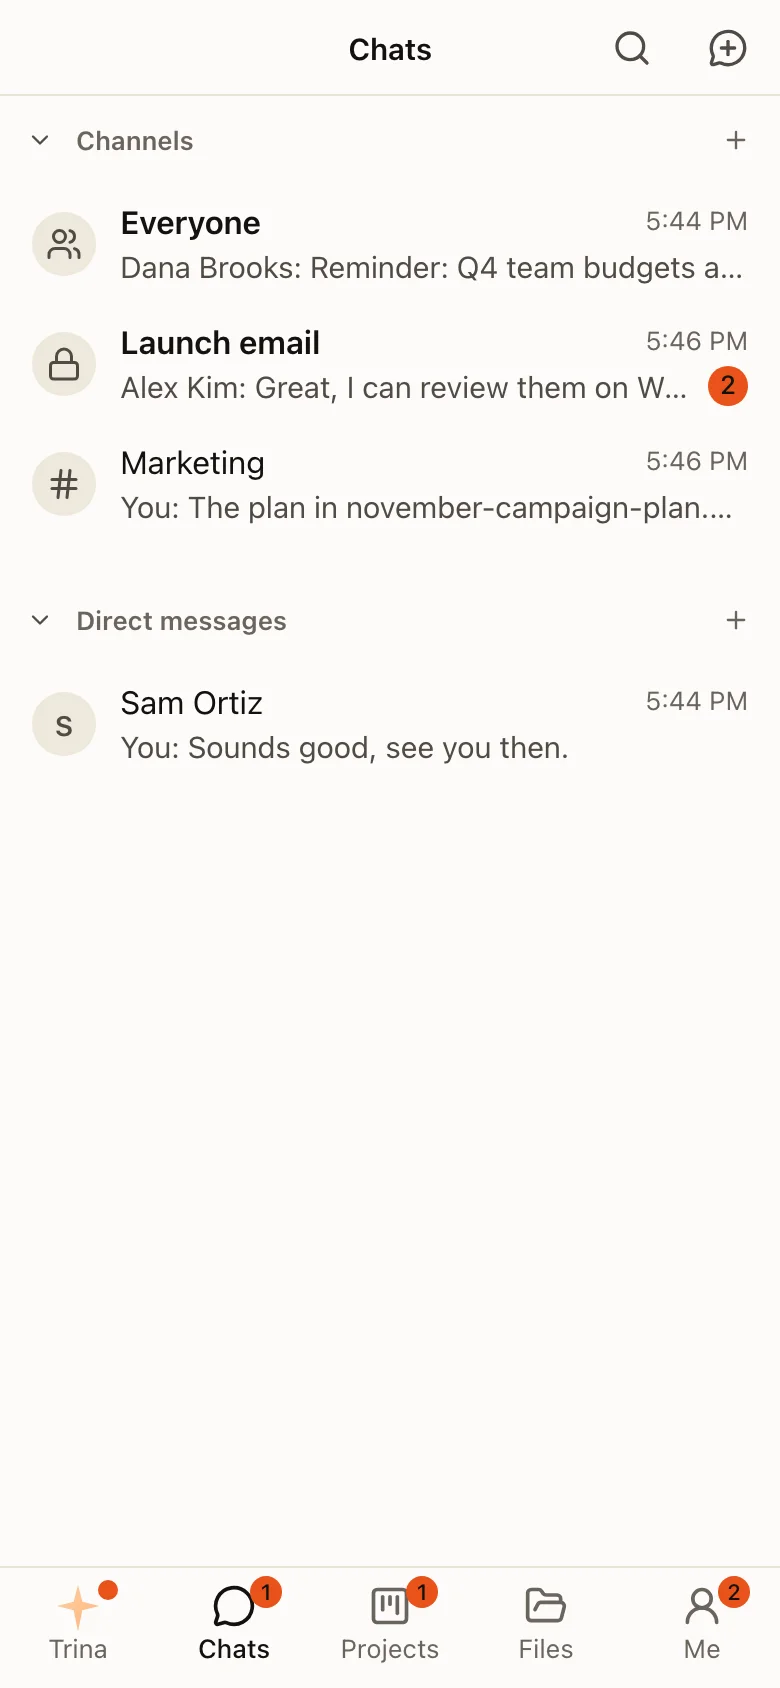 Chats
Channels
Everyone
5:44 PM
Dana Brooks: Reminder: Q4 team budgets a...
Launch email
5:46 PM
Alex Kim: Great, I can review them on W...
2
Marketing
5:46 PM
You: The plan in november-campaign-plan....
Direct messages
S
Sam Ortiz
5:44 PM
You: Sounds good, see you then.
Trina
1
Chats
1
Projects
Files
2
Me